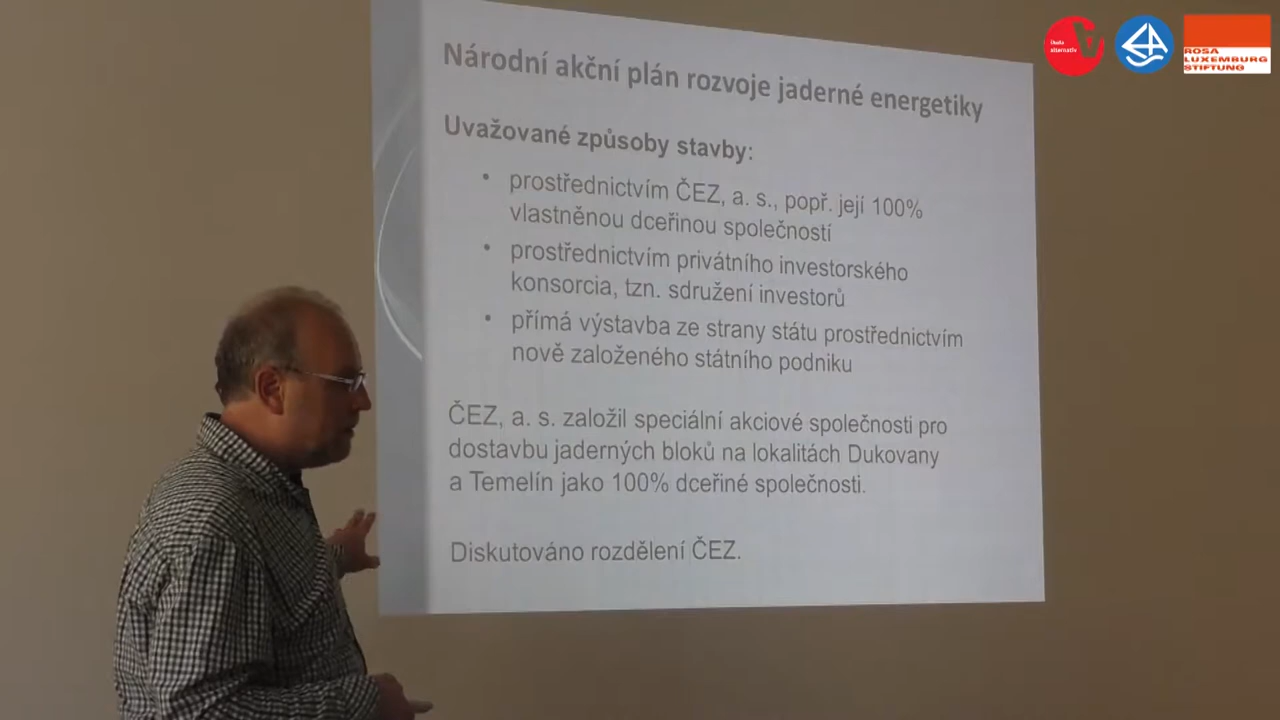 Národní akční plán rozvoje jaderné energetiky
Uvažované způsoby stavby:
• prostřednictvím ČEZ, a. s., popř. její 100%
vlastněnou dceřinou společností
• prostřednictvím privátního investorského
konsorcia, tzn. sdružení investorů
• přímá výstavba ze strany státu prostřednictvím
nově založeného státního podniku
ČEZ, a. s. založil speciální akciové společnosti pro
dostavbu jaderných bloků na lokalitách Dukovany
a Temelín jako 100% dceřiné společnosti.
Diskutováno rozdělení ČEZ.
alternativ
ROSA
LUXEMBURG
STIFTUNG